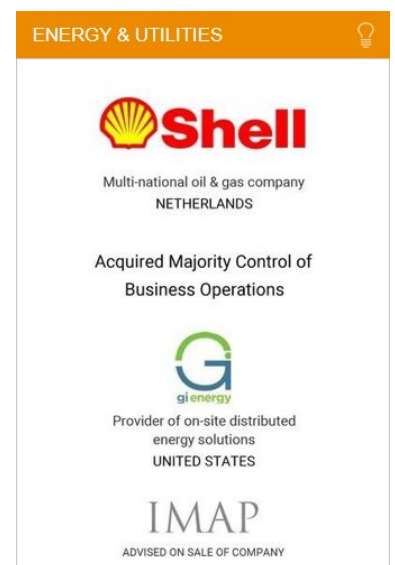 ENERGY & UTILITIES
Shell
Multi-national oil & gas company
NETHERLANDS
Acquired Majority Control of
Business Operations
gi energy
Provider of on-site distributed
energy solutions
UNITED STATES
IMAP
ADVISED ON SALE OF COMPANY